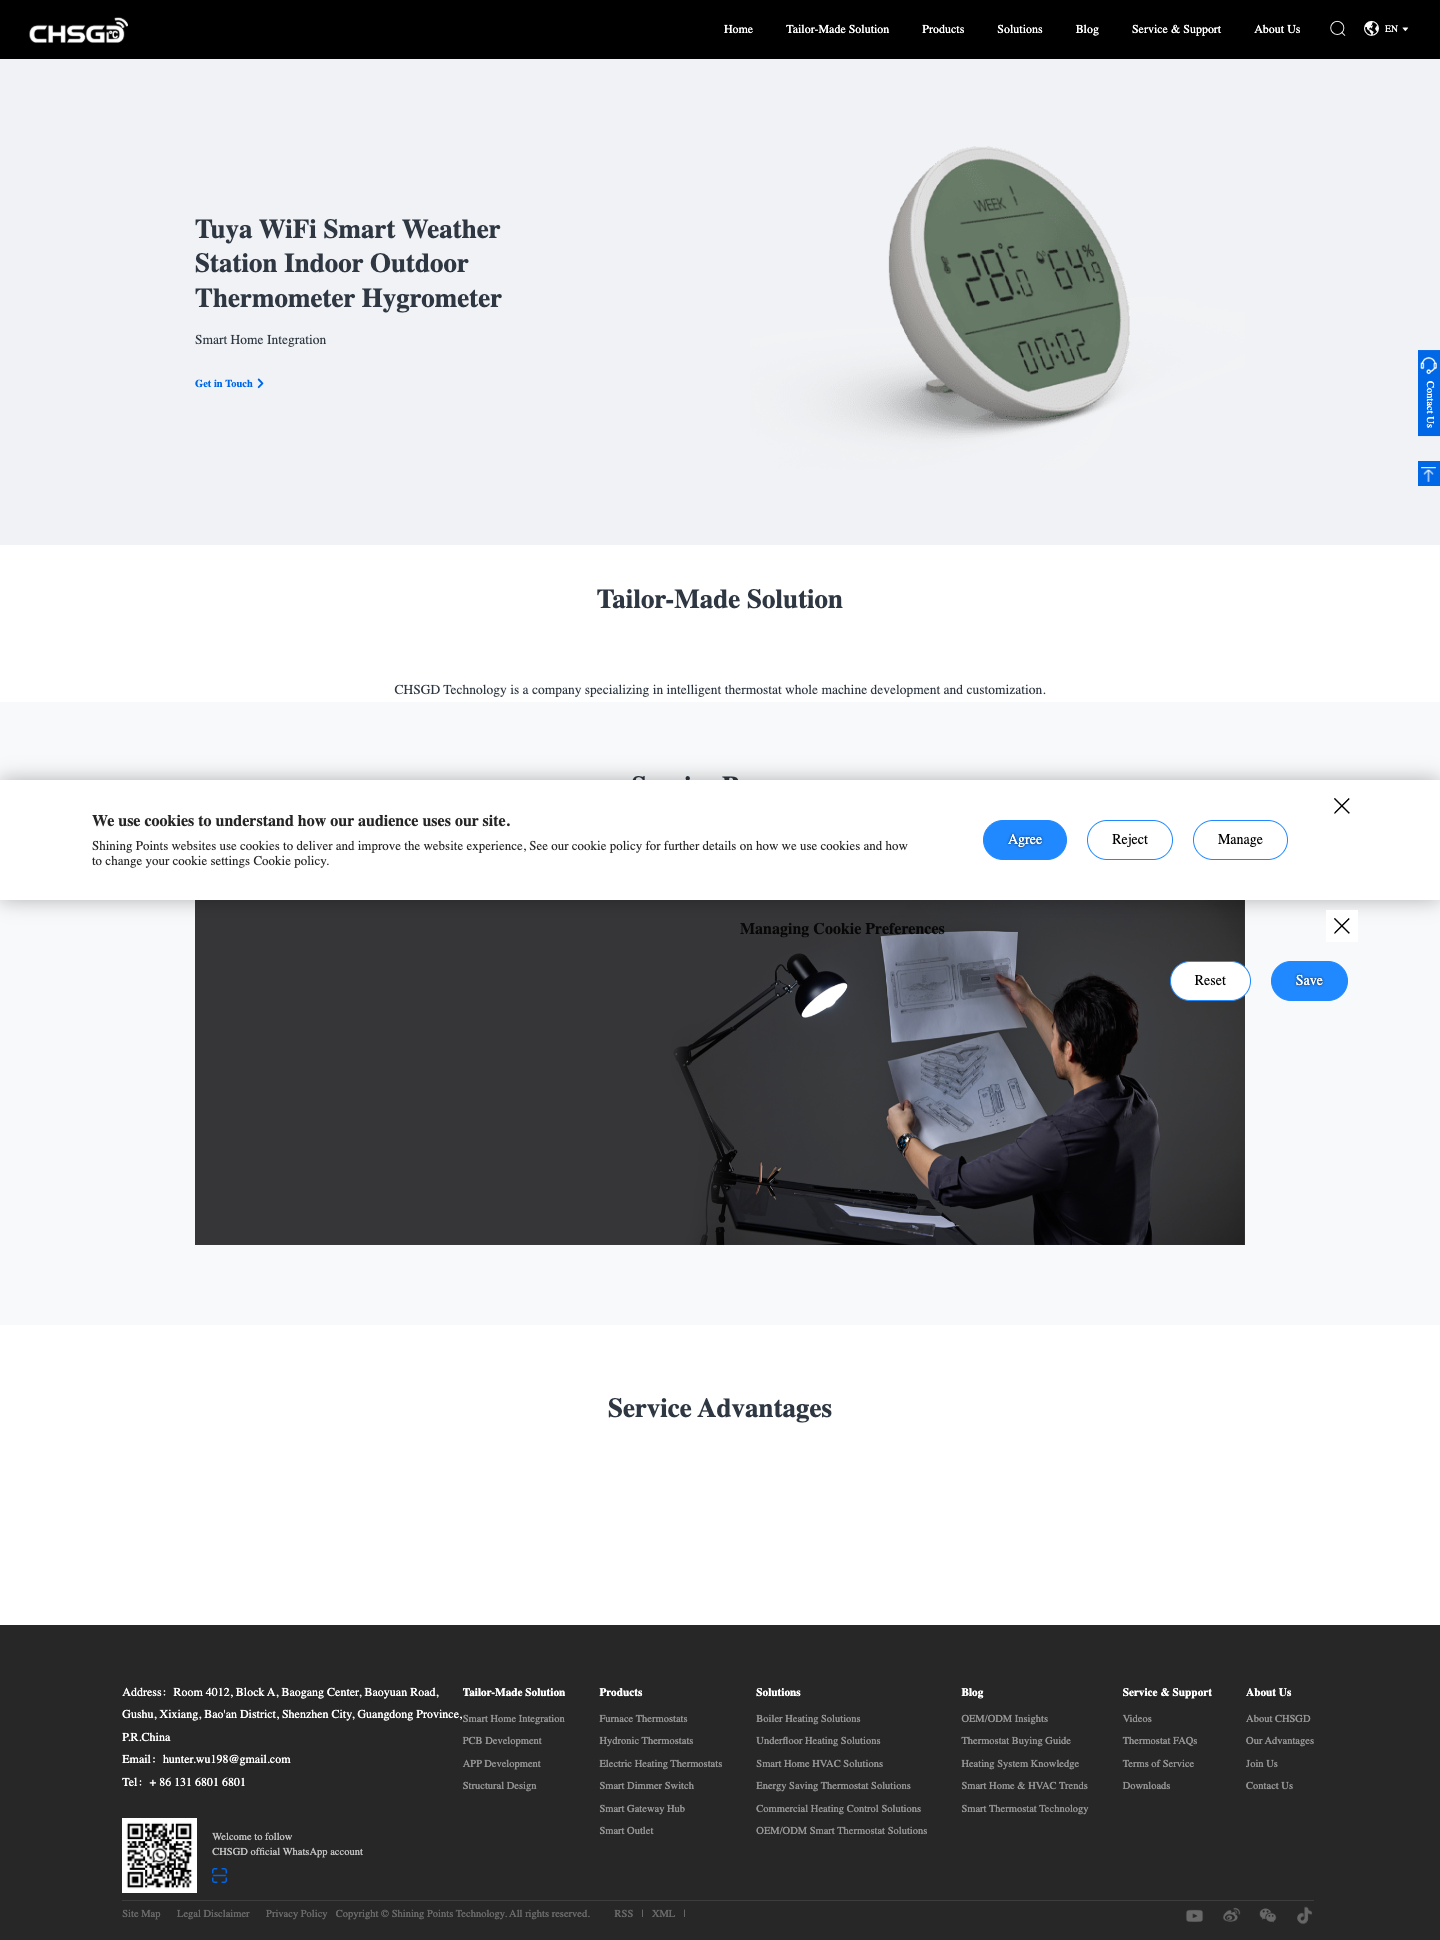 CHSGD
Home Tailor-Made Solution Products Solutions Blog Service & Support About Us EN
WEEK 1
28.0 °C 64.9 %
00:02
Tuya WiFi Smart Weather
Station Indoor Outdoor
Thermometer Hygrometer
Smart Home Integration
Get in Touch
Contact Us
Tailor-Made Solution
CHSGD Technology is a company specializing in intelligent thermostat whole machine development and customization.
We use cookies to understand how our audience uses our site.
Shining Points websites use cookies to deliver and improve the website experience, See our cookie policy for further details on how we use cookies and how
to change your cookie settings Cookie policy.
Agree
Reject
Manage
Managing Cookie Preferences
Reset
Save
Service Advantages
Address： Room 4012, Block A, Baogang Center, Baoyuan Road,
Gushu, Xixiang, Bao'an District, Shenzhen City, Guangdong Province,
P.R.China
Email： hunter.wu198@gmail.com
Tel： + 86 131 6801 6801
Welcome to follow
CHSGD official WhatsApp account
Tailor-Made Solution
Smart Home Integration
PCB Development
APP Development
Structural Design
Products
Furnace Thermostats
Hydronic Thermostats
Electric Heating Thermostats
Smart Dimmer Switch
Smart Gateway Hub
Smart Outlet
Solutions
Boiler Heating Solutions
Underfloor Heating Solutions
Smart Home HVAC Solutions
Energy Saving Thermostat Solutions
Commercial Heating Control Solutions
OEM/ODM Smart Thermostat Solutions
Blog
OEM/ODM Insights
Thermostat Buying Guide
Heating System Knowledge
Smart Home & HVAC Trends
Smart Thermostat Technology
Service & Support
Videos
Thermostat FAQs
Terms of Service
Downloads
About Us
About CHSGD
Our Advantages
Join Us
Contact Us
Site Map Legal Disclaimer Privacy Policy Copyright © Shining Points Technology. All rights reserved. RSS | XML |